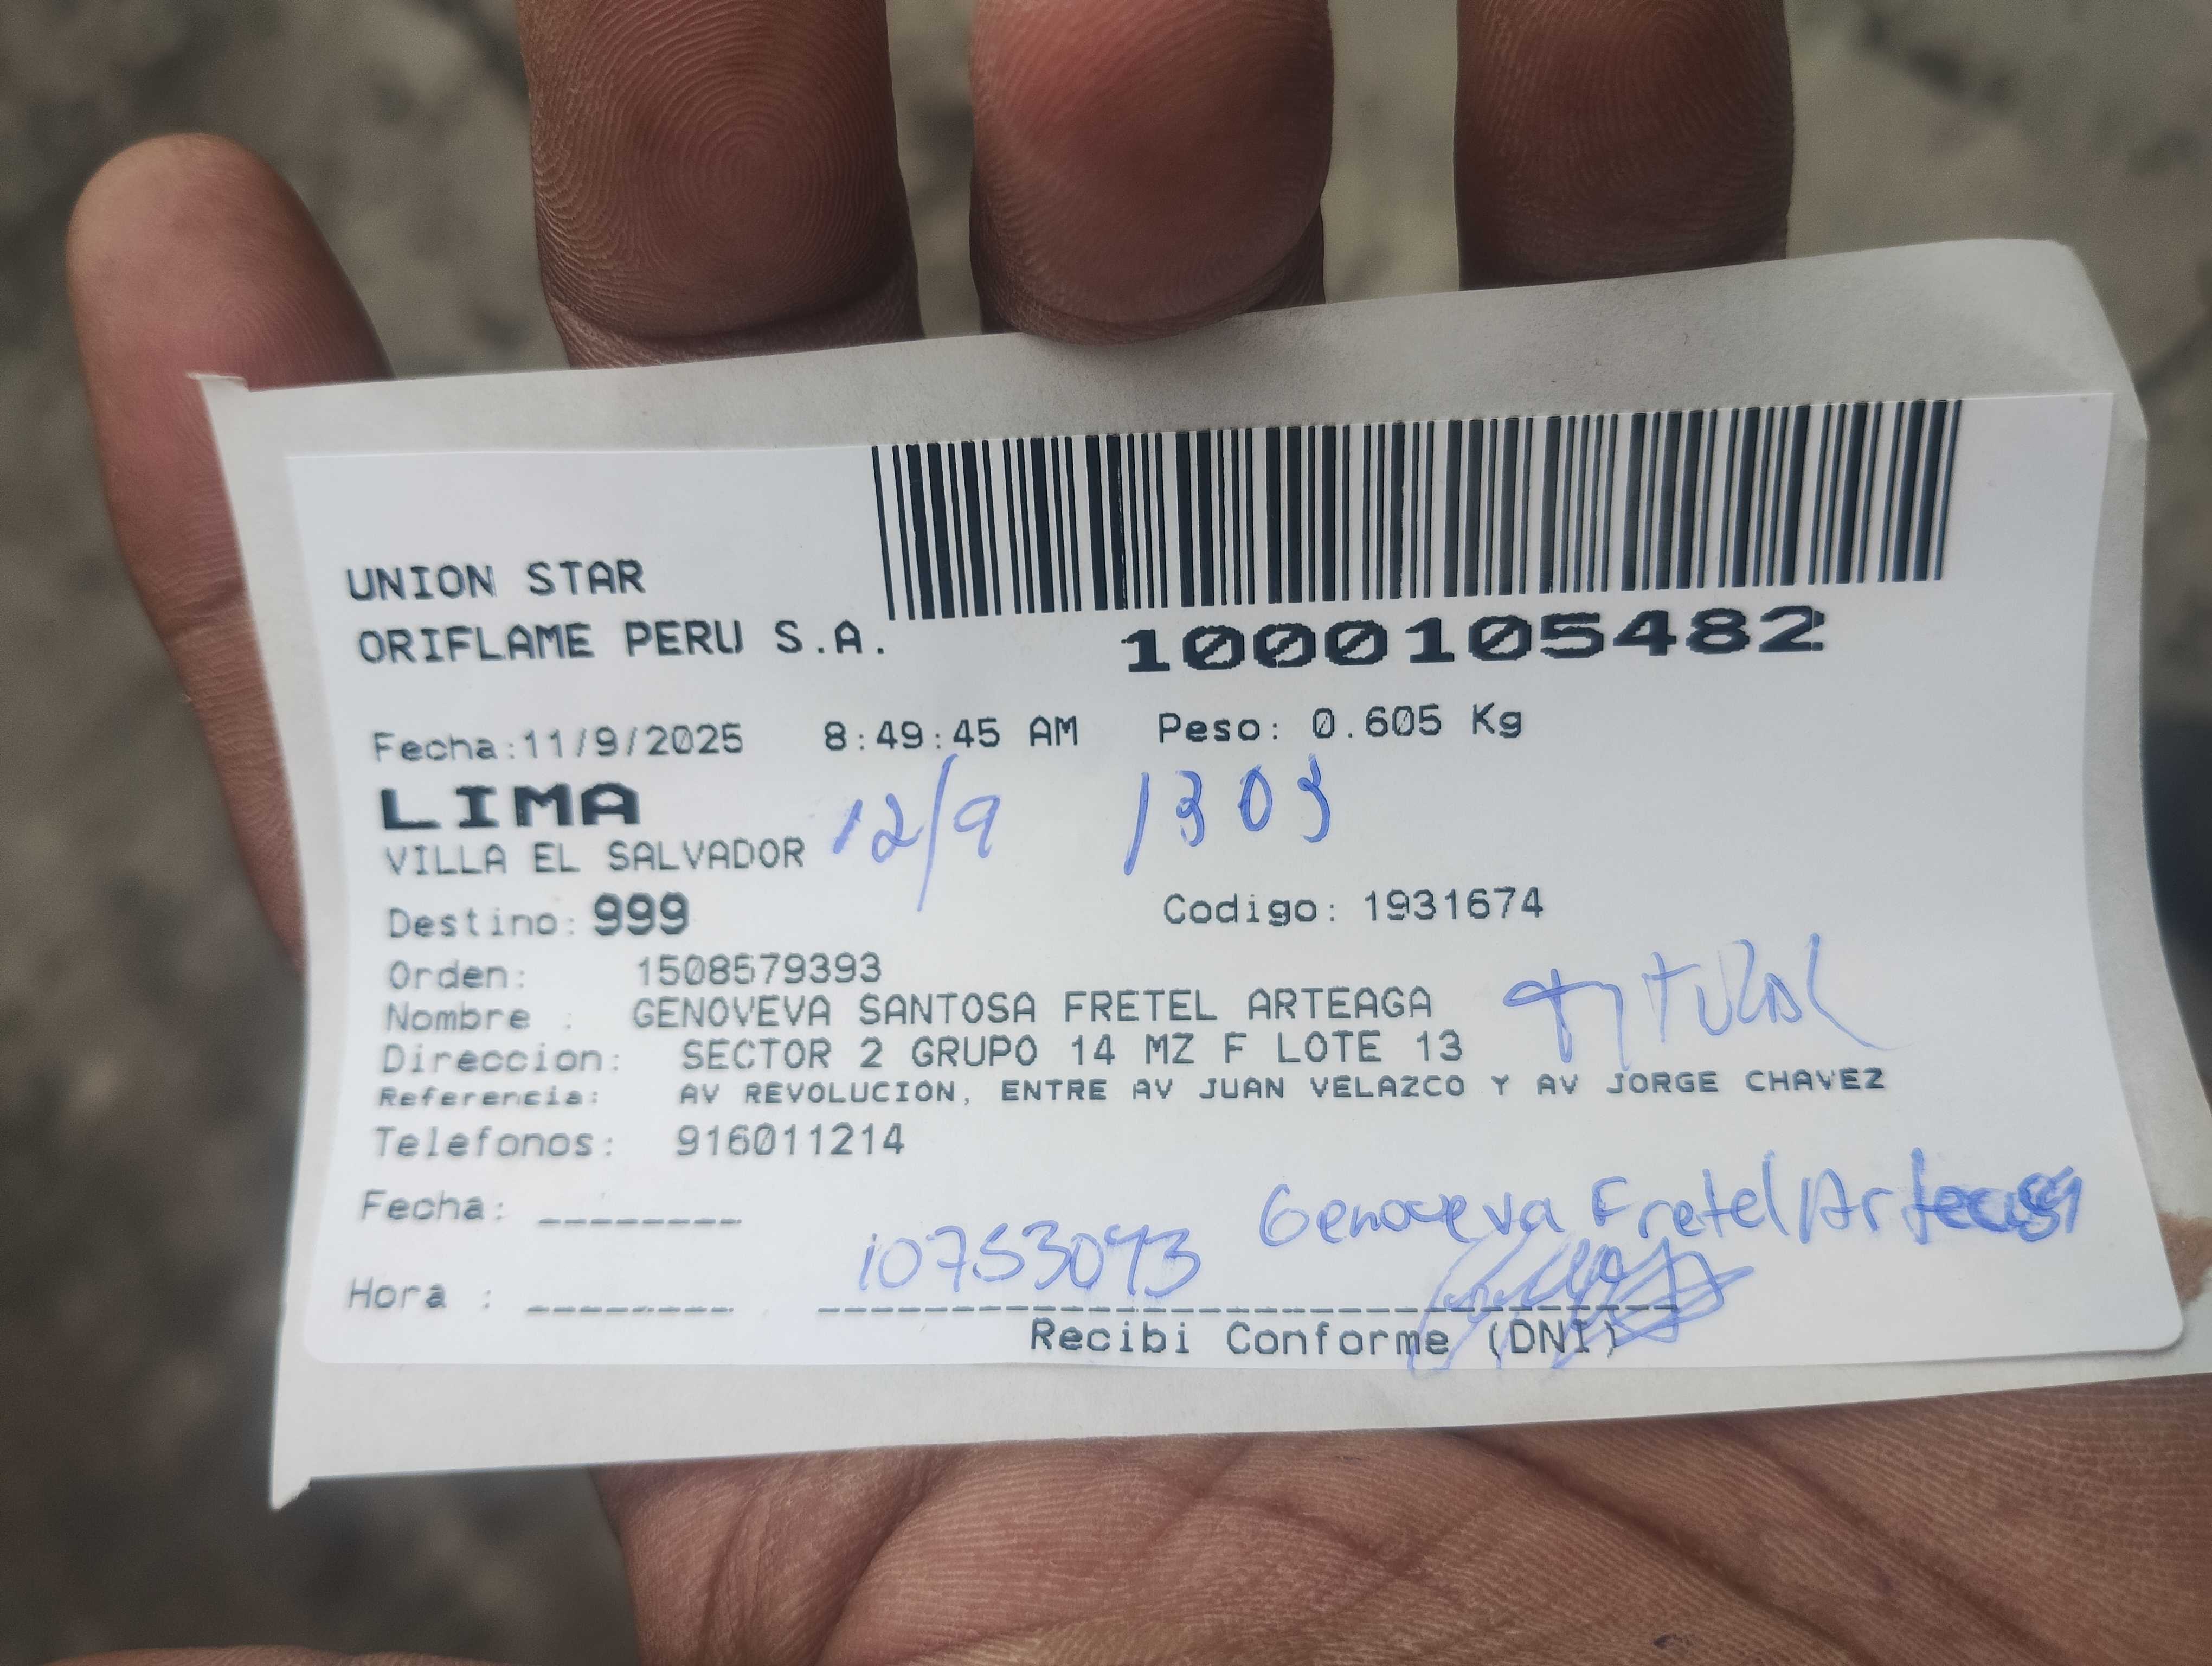 UNION STAR
ORIFLAME PERU S.A.
1000105482
Fecha:11/9/2025 8:49:45 AM Peso: 0.605 Kg
LIMA
12/9 1303
VILLA EL SALVADOR
Destino: 999 Codigo: 1931674
Orden: 1508579393
Nombre : GENOVEVA SANTOSA FRETEL ARTEAGA
Titular
Direccion: SECTOR 2 GRUPO 14 MZ F LOTE 13
Referencia: AV REVOLUCION, ENTRE AV JUAN VELAZCO Y AV JORGE CHAVEZ
Telefonos: 916011214
Genoveva Fretel
Fecha: ________
Hora : ________
Recibi Conforme (DNI)